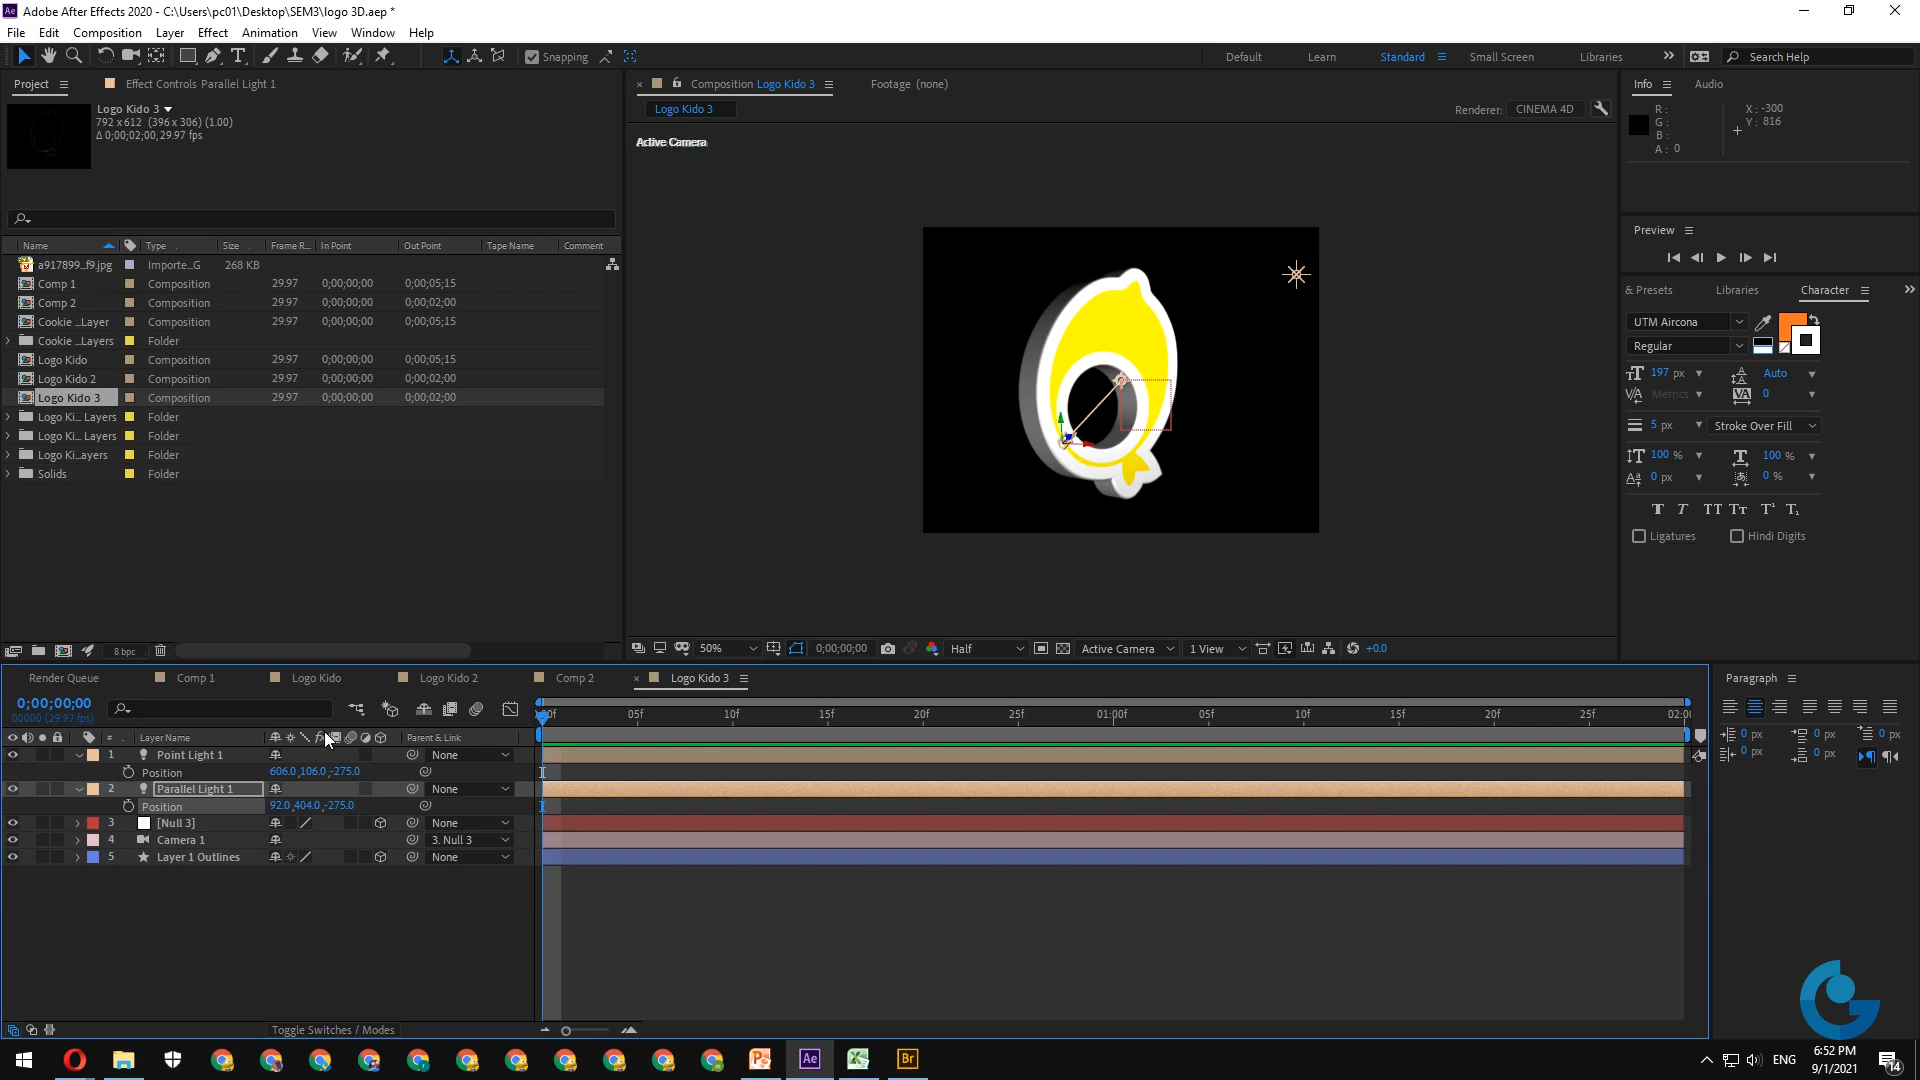 Adobe After Effects 2020 - C:\Users\pc01\Desktop\SEM3\logo 3D.aep *
File Edit Composition Layer Effect Animation View Window Help
Snapping
Default Learn Standard Small Screen Libraries
Search Help
Project
Effect Controls Parallel Light 1
Logo Kido 3
792 x 612 (396 x 306) (1.00)
Δ 0;00;02;00, 29.97 fps
Name Type Size Frame R... In Point Out Point Tape Name Comment
a917899...f9.jpg Importe...G 268 KB
Comp 1 Composition 29.97 0;00;00;00 0;00;05;15
Comp 2 Composition 29.97 0;00;00;00 0;00;02;00
Cookie ...Layer Composition 29.97 0;00;00;00 0;00;05;15
Cookie ...Layers Folder
Logo Kido Composition 29.97 0;00;00;00 0;00;05;15
Logo Kido 2 Composition 29.97 0;00;00;00 0;00;02;00
Logo Kido 3 Composition 29.97 0;00;00;00 0;00;02;00
Logo Ki... Layers Folder
Logo Ki... Layers Folder
Logo Ki...ayers Folder
Solids Folder
8 bpc
Composition Logo Kido 3
Footage (none)
Logo Kido 3
Renderer: CINEMA 4D
Active Camera
50% 0;00;00;00 Half Active Camera 1 View +0.0
Info Audio
R:
G:
B:
A: 0
X: -300
Y: 816
Preview
& Presets Libraries Character
UTM Aircona
Regular
197 px Auto
Metrics 0
5 px Stroke Over Fill
100 % 100 %
0 px 0 %
Ligatures Hindi Digits
Render Queue Comp 1 Logo Kido Logo Kido 2 Comp 2 Logo Kido 3
0;00;00;00
00000 (29.97 fps)
05f 10f 15f 20f 25f 01:00f 05f 10f 15f 20f 25f
# Layer Name Parent & Link
1 Point Light 1 None
Position 606.0,106.0,-275.0
2 Parallel Light 1 None
Position 92.0,404.0,-275.0
3 [Null 3] None
4 Camera 1 3. Null 3
5 Layer 1 Outlines None
Toggle Switches / Modes
Paragraph
0 px 0 px 0 px
0 px 0 px
Ae
Br
ENG
6:52 PM
9/1/2021
14